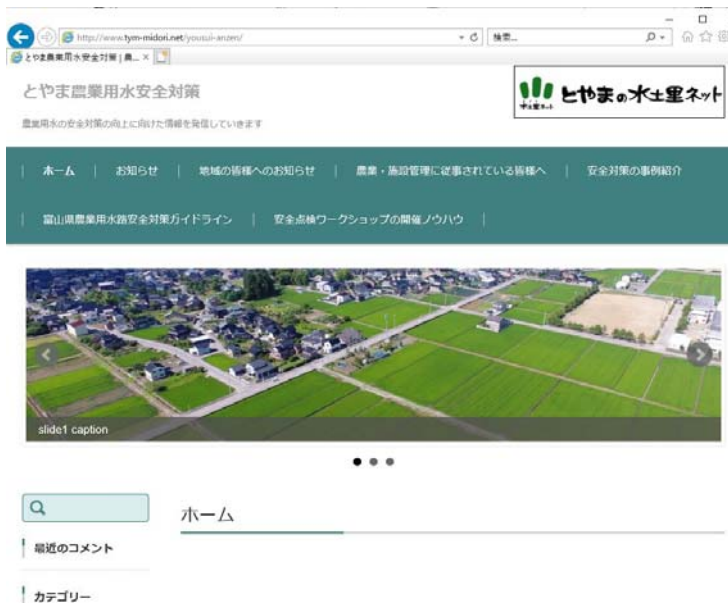 http://www.tym-midori.net/yousui-anzen/
検索...
とやま農業用水安全対策 | 農... ×
とやま農業用水安全対策
とやまの水土里ネット
農業用水の安全対策の向上に向けた情報を発信していきます
ホーム | お知らせ | 地域の皆様へのお知らせ | 農業・施設管理に従事されている皆様へ | 安全対策の事例紹介
富山県農業用水路安全対策ガイドライン | 安全点検ワークショップの開催ノウハウ |
slide1 caption
ホーム
最近のコメント
カテゴリー